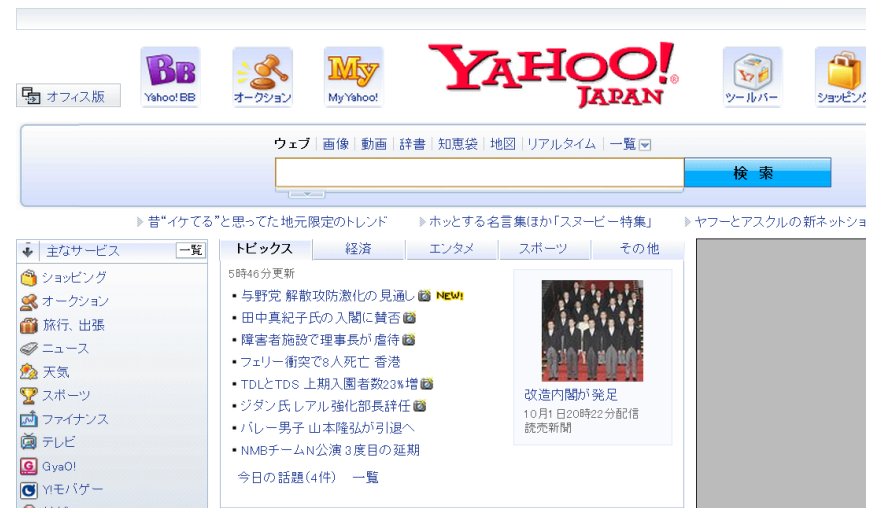 オフィス版
BB
Yahoo! BB
オークション
My
My Yahoo!
YAHOO!
JAPAN
ツールバー
ショッピング
ウェブ 画像 動画 辞書 知恵袋 地図 リアルタイム 一覧
検 索
昔“イケてる”と思ってた地元限定のトレンド ホッとする名言集ほか「スヌーピー特集」 ヤフーとアスクルの新ネットショ
主なサービス 一覧
ショッピング
オークション
旅行、出張
ニュース
天気
スポーツ
ファイナンス
テレビ
GyaO!
Y!モバゲー
トピックス 経済 エンタメ スポーツ その他
5時46分更新
・与野党 解散攻防激化の見通し NEW!
・田中真紀子氏の入閣に賛否
・障害者施設で理事長が虐待
・フェリー衝突で8人死亡 香港
・TDLとTDS 上期入園者数23%増
・ジダン氏 レアル強化部長辞任
・バレー男子 山本隆弘が引退へ
・NMBチームN公演 3度目の延期
今日の話題(4件) 一覧
改造内閣が発足
10月1日20時22分配信
読売新聞